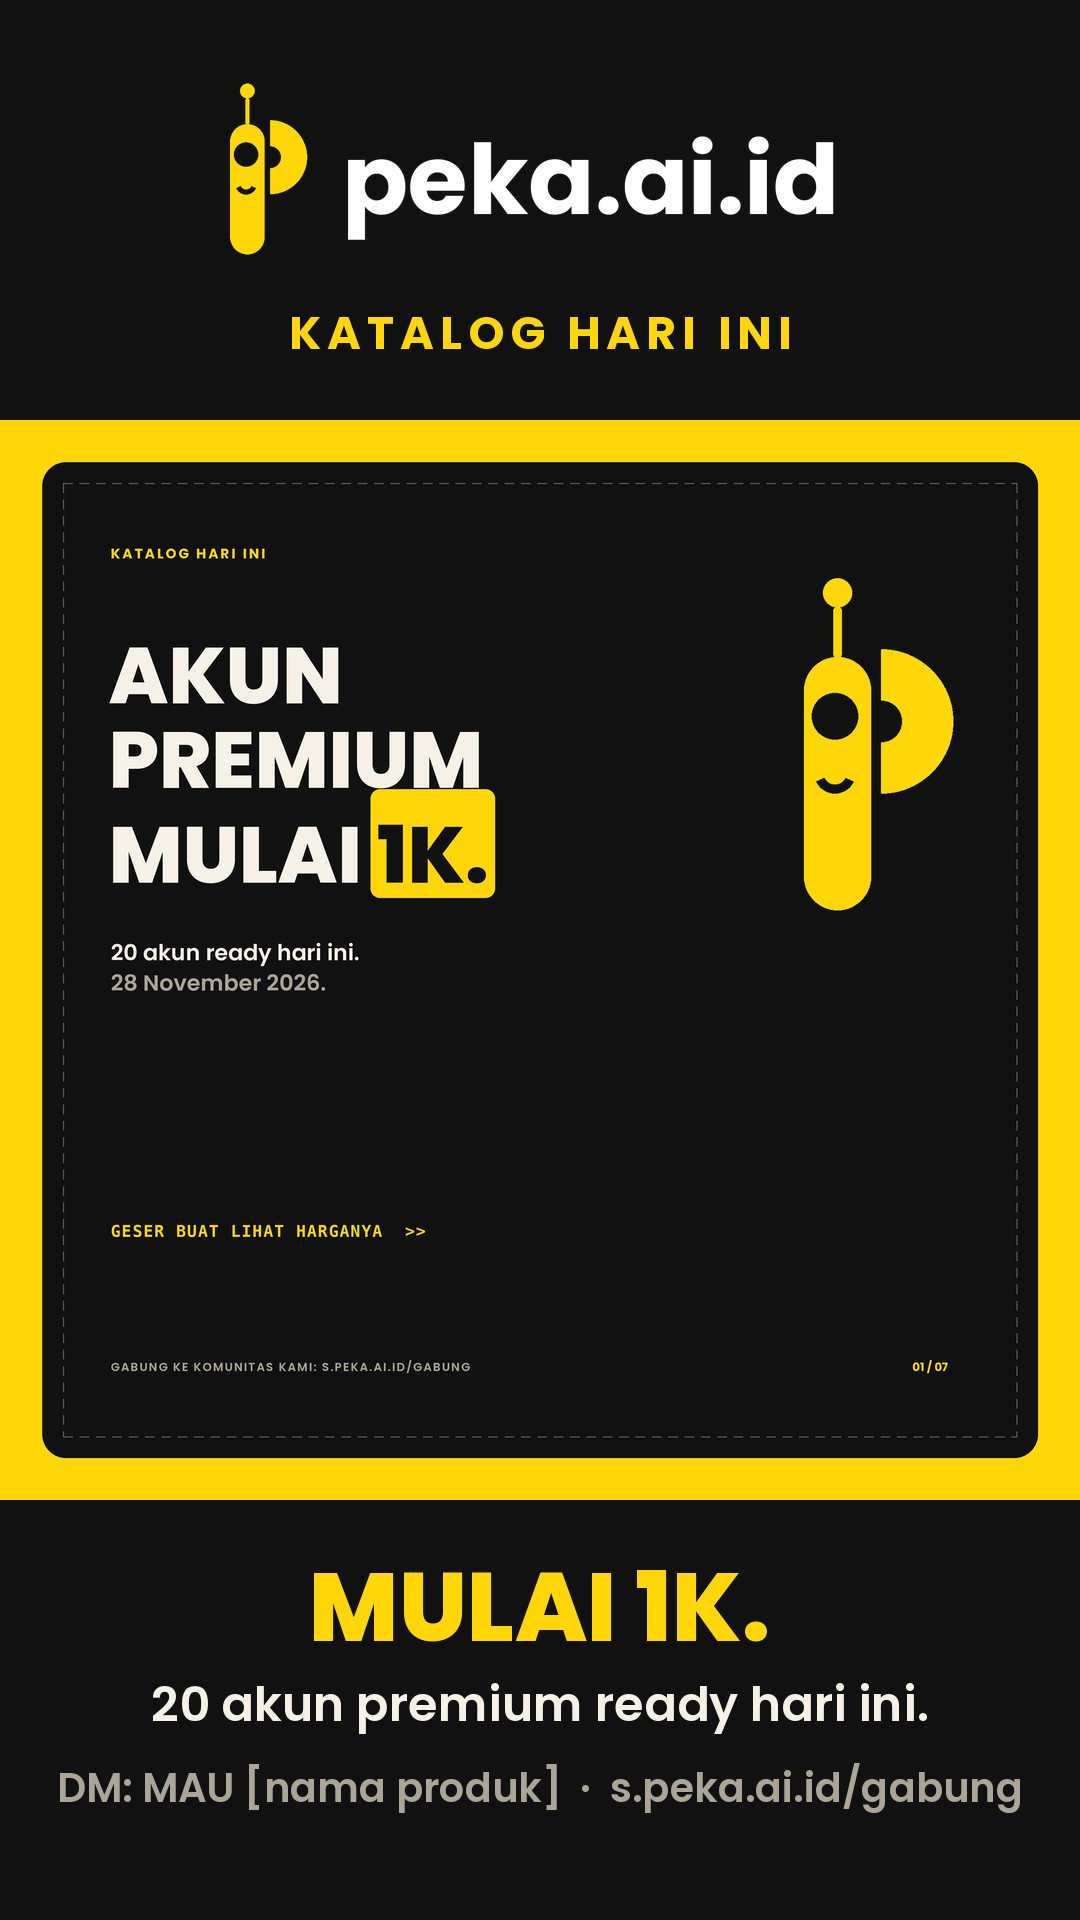 peka.ai.id
KATALOG HARI INI
KATALOG HARI INI
AKUN
PREMIUM
MULAI 1K.
20 akun ready hari ini.
28 November 2026.
GESER BUAT LIHAT HARGANYA >>
GABUNG KE KOMUNITAS KAMI: S.PEKA.AI.ID/GABUNG
01 / 07
MULAI 1K.
20 akun premium ready hari ini.
DM: MAU [nama produk] · s.peka.ai.id/gabung